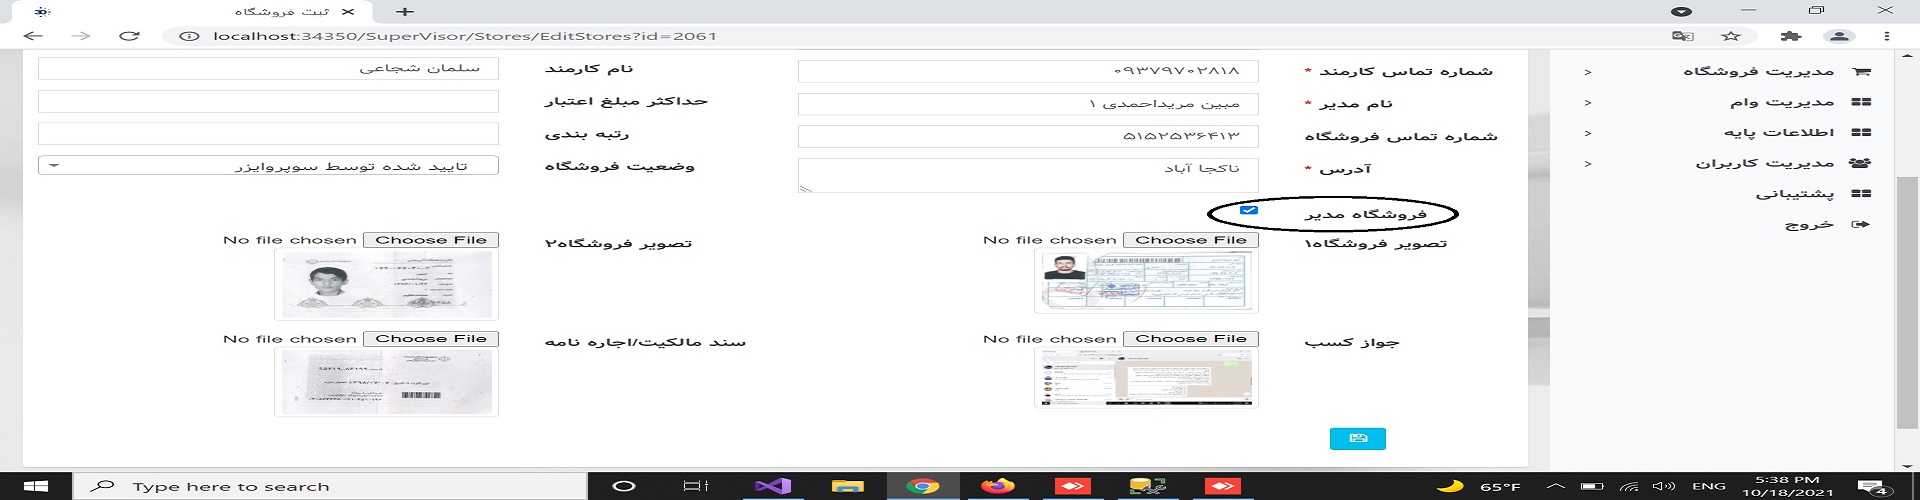 ثبت فروشگاه
localhost:34350/SuperVisor/Stores/EditStores?id=2061
مدیریت فروشگاه
مدیریت وام
اطلاعات پایه
مدیریت کاربران
پشتیبانی
خروج
شماره تماس کارمند *
۰۹۳۷۹۷۰۲۸۱۸
نام کارمند
سلمان شجاعی
نام مدیر *
مبین مریداحمدی ۱
حداکثر مبلغ اعتبار
شماره تماس فروشگاه
۵۱۵۲۵۳۶۴۱۳
رتبه بندی
آدرس *
ناکجا آباد
وضعیت فروشگاه
تایید شده توسط سوپروایزر
فروشگاه مدیر
تصویر فروشگاه۱
Choose File No file chosen
تصویر فروشگاه۲
Choose File No file chosen
جواز کسب
Choose File No file chosen
سند مالکیت/اجاره نامه
Choose File No file chosen
Type here to search
65°F
ENG
5:38 PM
10/18/2021
4